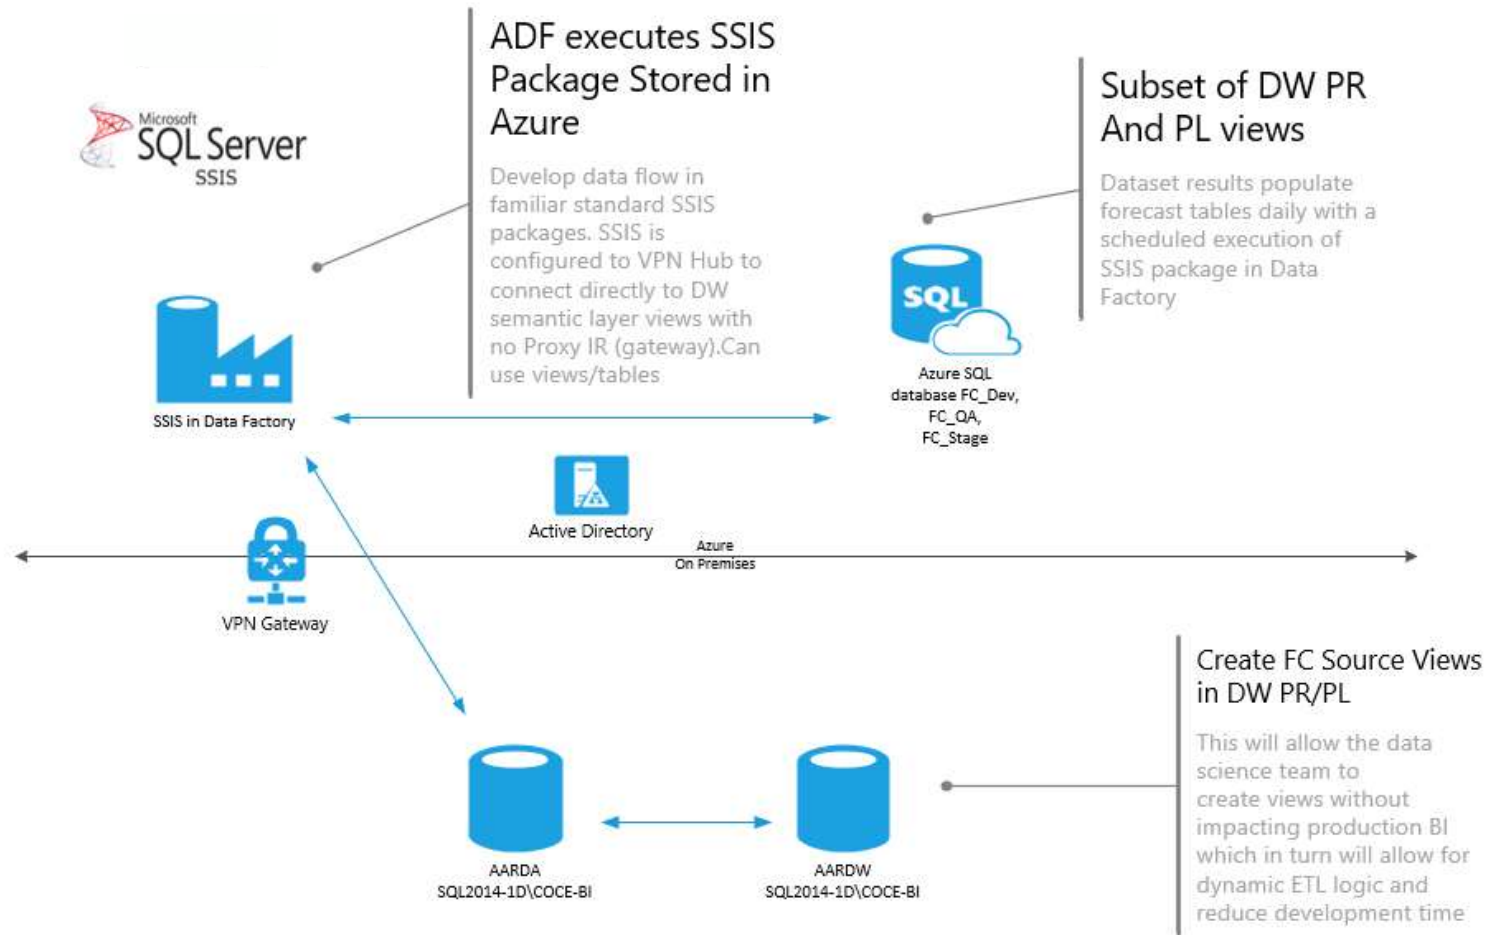 ADF executes SSIS
Package Stored in
Azure
Develop data flow in
familiar standard SSIS
packages. SSIS is
configured to VPN Hub to
connect directly to DW
semantic layer views with
no Proxy IR (gateway).Can
use views/tables
Subset of DW PR
And PL views
Dataset results populate
forecast tables daily with a
scheduled execution of
SSIS package in Data
Factory
Microsoft
SQL Server
SSIS
SSIS in Data Factory
SQL
Azure SQL
database FC_Dev,
FC_QA,
FC_Stage
Active Directory
Azure
On Premises
VPN Gateway
Create FC Source Views
in DW PR/PL
This will allow the data
science team to
create views without
impacting production BI
which in turn will allow for
dynamic ETL logic and
reduce development time
AARDA
SQL2014-1D\COCE-BI
AARDW
SQL2014-1D\COCE-BI